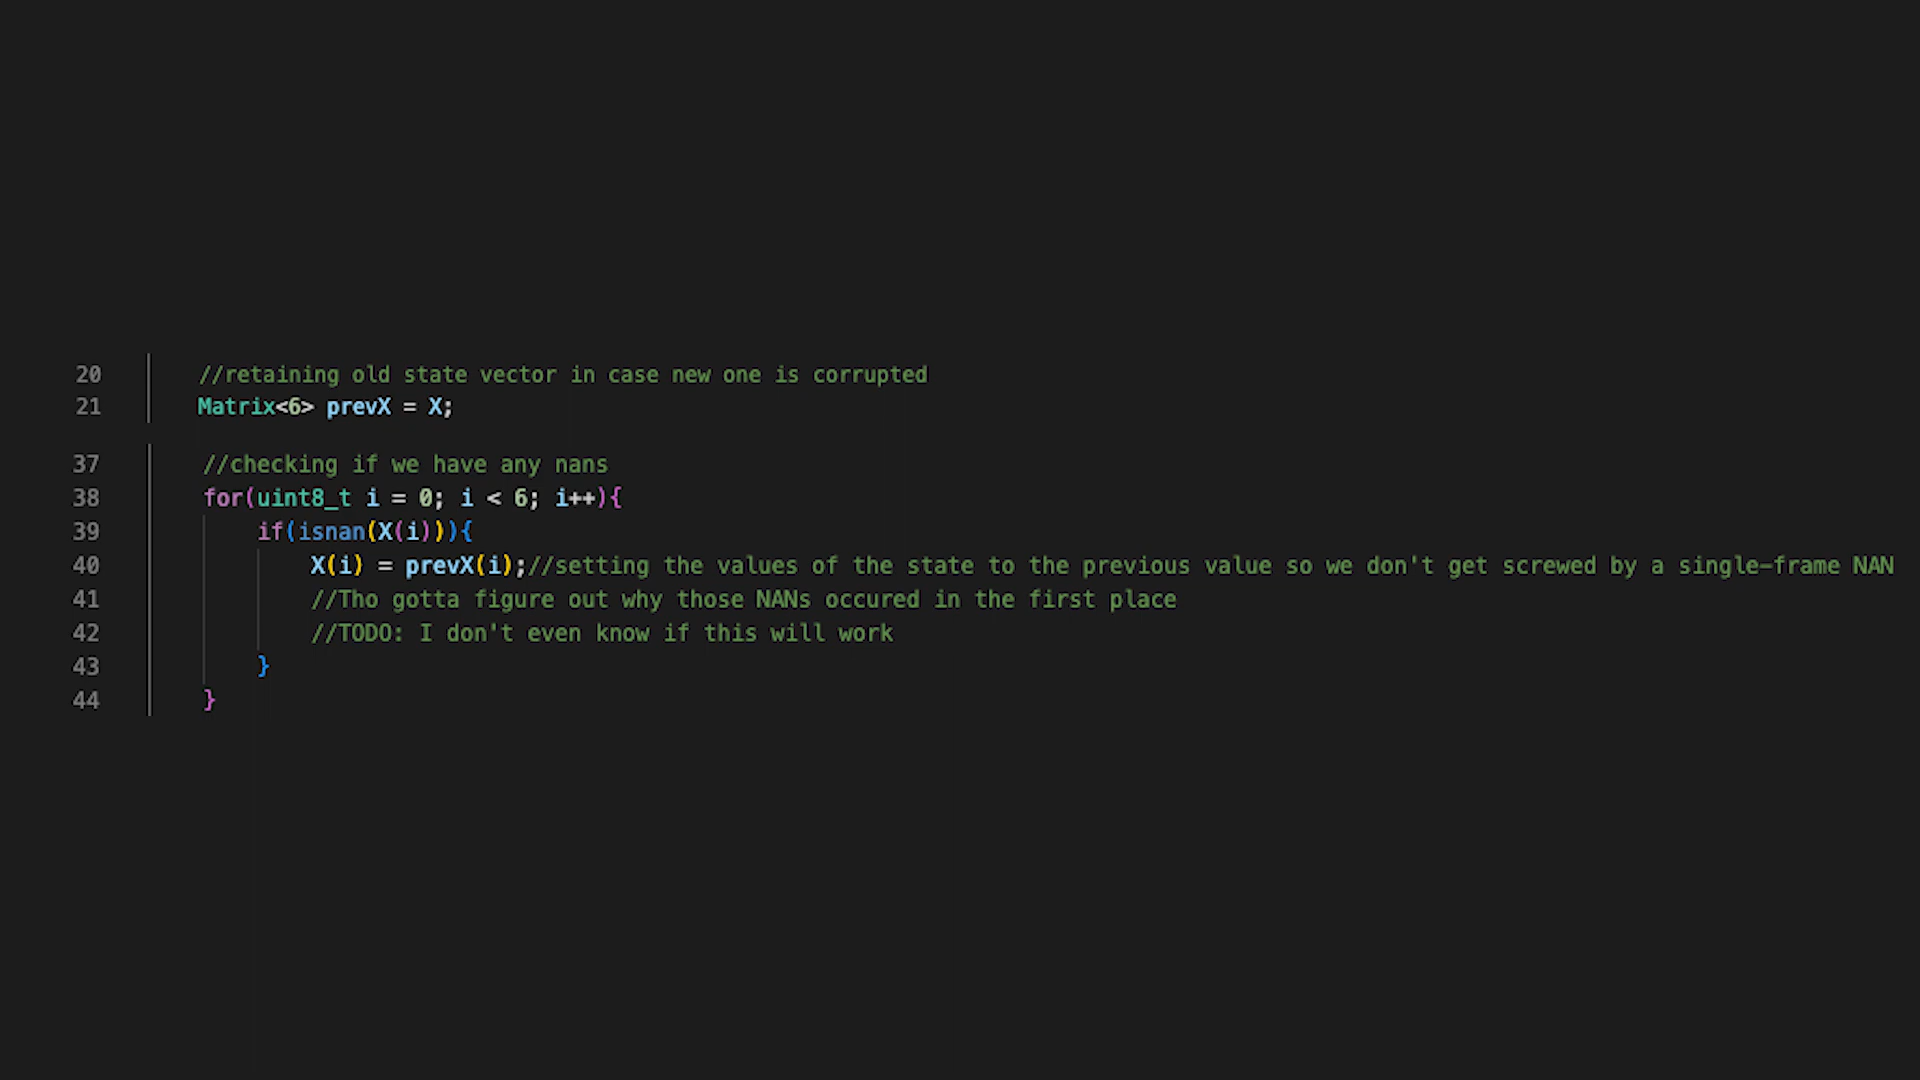 20 //retaining old state vector in case new one is corrupted
21 Matrix<6> prevX = X;
37 //checking if we have any nans
38 for(uint8_t i = 0; i < 6; i++){
39 if(isnan(X(i))){
40 X(i) = prevX(i);//setting the values of the state to the previous value so we don't get screwed by a single-frame NAN
41 //Tho gotta figure out why those NANs occured in the first place
42 //TODO: I don't even know if this will work
43 }
44 }